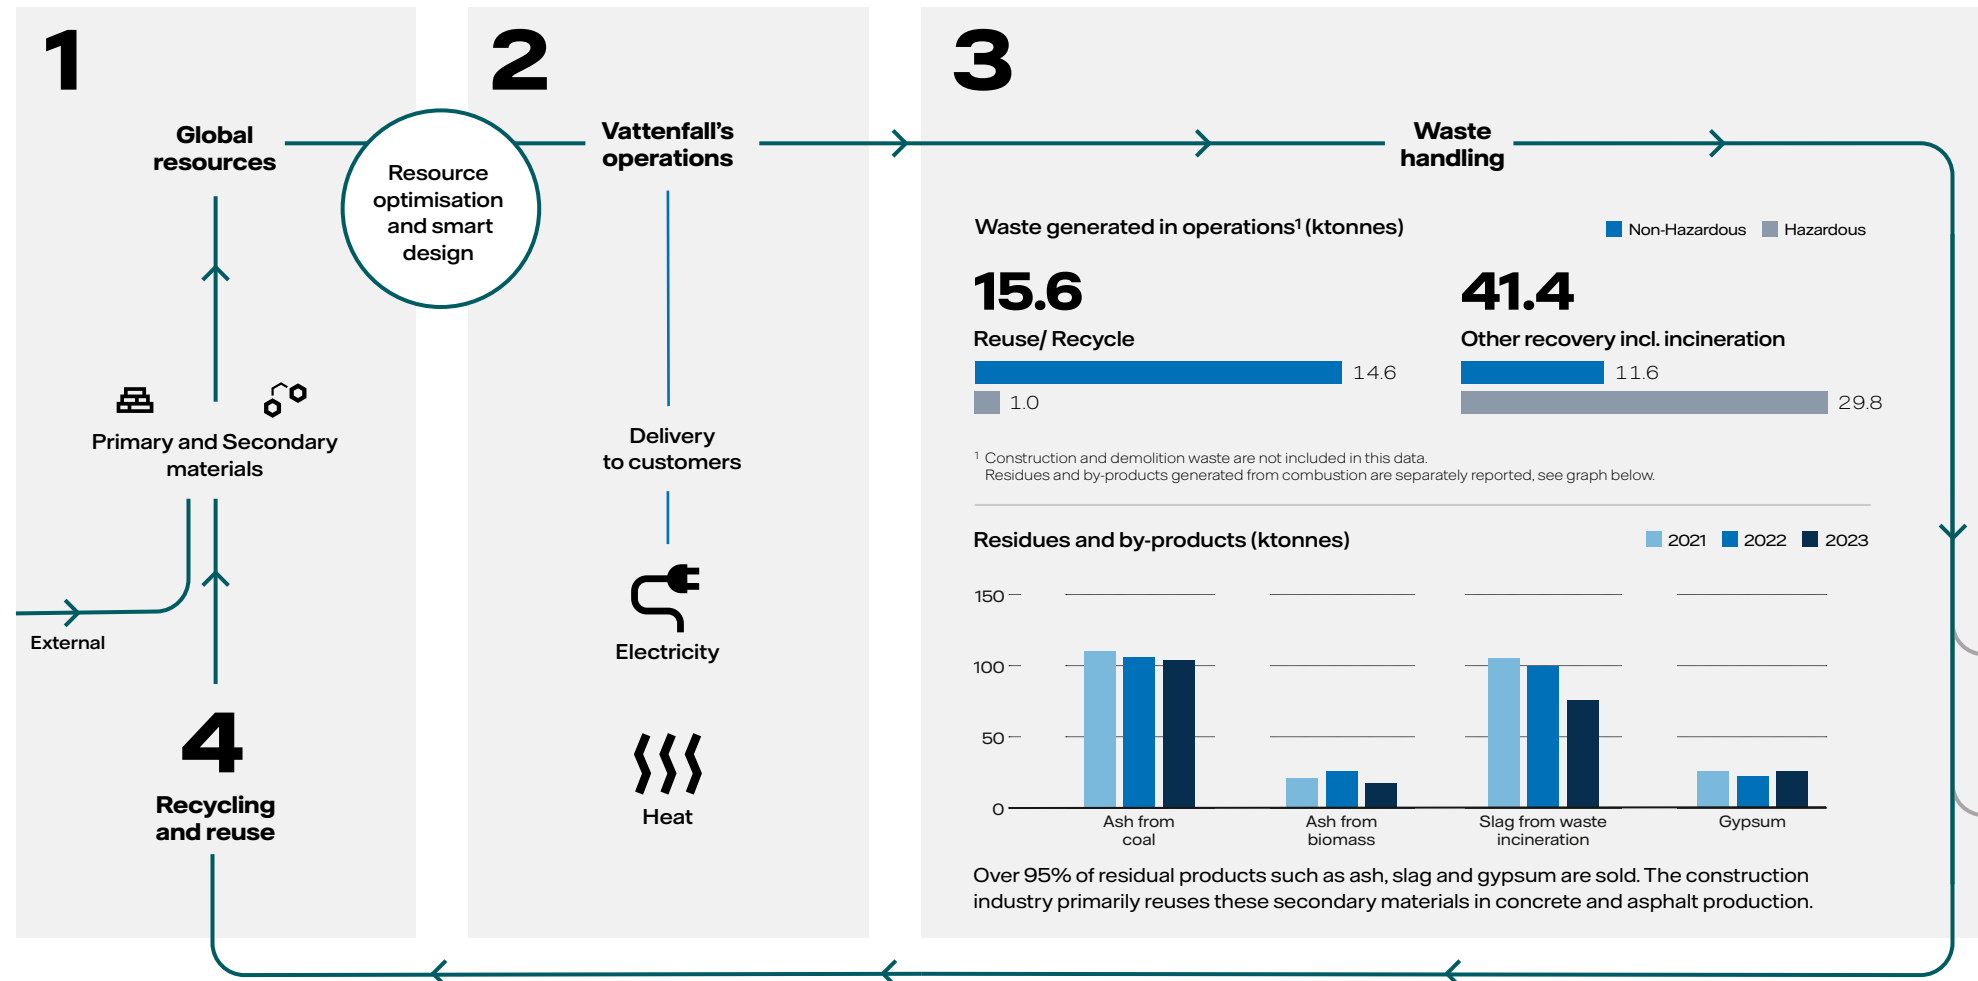 1
Global
resources
Resource
optimisation
and smart
design
Primary and Secondary
materials
External
4
Recycling
and reuse
2
Vattenfall's
operations
Delivery
to customers
Electricity
Heat
3
Waste
handling
Waste generated in operations¹ (ktonnes)
Non-Hazardous Hazardous
15.6
Reuse/ Recycle
14.6
1.0
41.4
Other recovery incl. incineration
11.6
29.8
¹ Construction and demolition waste are not included in this data.
Residues and by-products generated from combustion are separately reported, see graph below.
Residues and by-products (ktonnes)
2021 2022 2023
150
100
50
0
Ash from
coal
Ash from
biomass
Slag from waste
incineration
Gypsum
Over 95% of residual products such as ash, slag and gypsum are sold. The construction
industry primarily reuses these secondary materials in concrete and asphalt production.